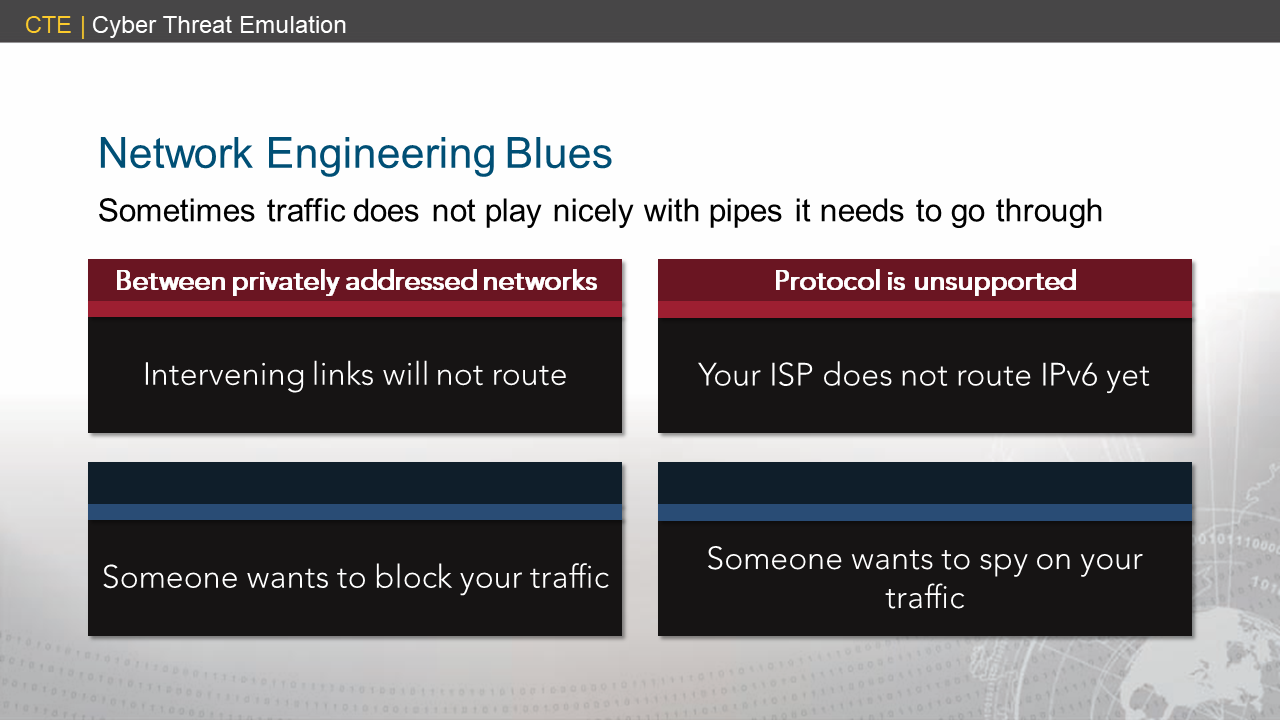 CTE | Cyber Threat Emulation
Network Engineering Blues
Sometimes traffic does not play nicely with pipes it needs to go through
Between privately addressed networks
Intervening links will not route
Protocol is unsupported
Your ISP does not route IPv6 yet
Someone wants to block your traffic
Someone wants to spy on your
traffic